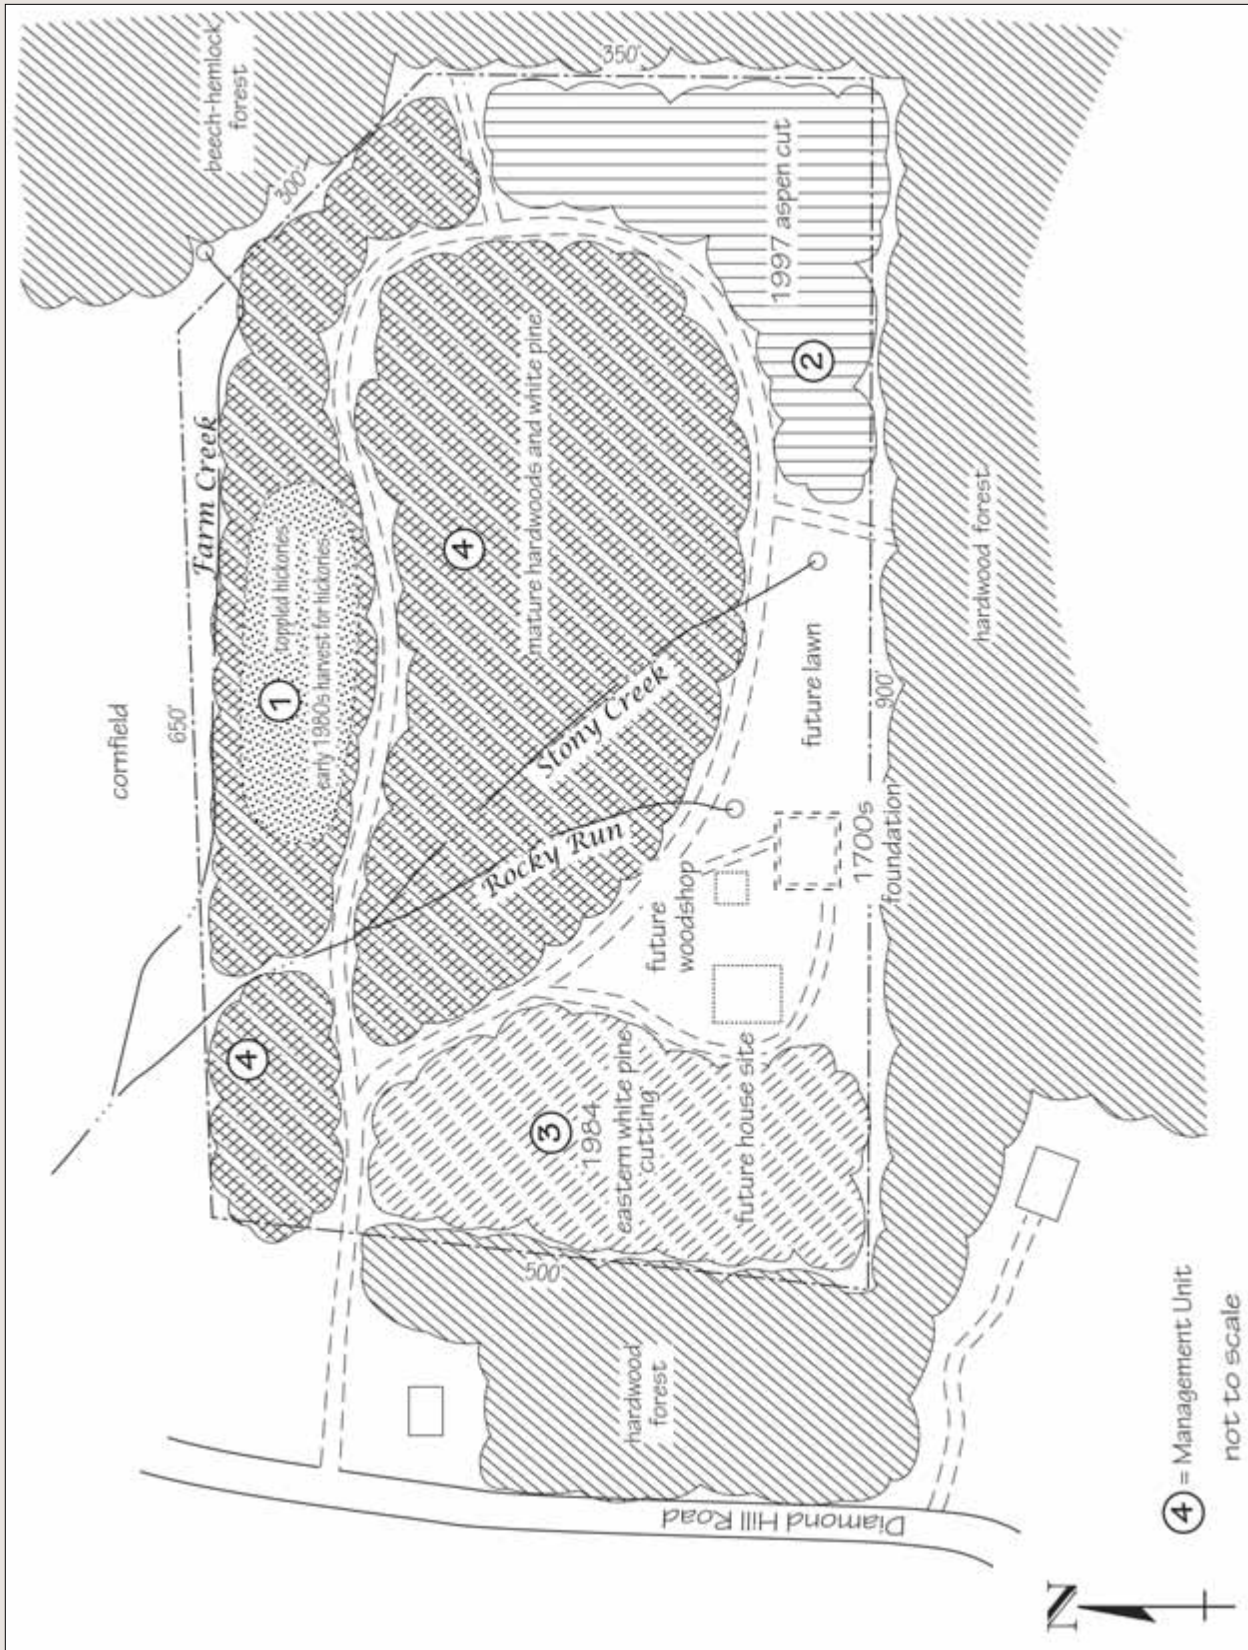 beech-hemlock
forest
350'
300'
cornfield
650'
Farm Creek
1997 aspen cut
2
toppled hickories
1
early 1980s harvest for hickories
4
mature hardwoods and white pine
hardwood forest
Stony Creek
Rocky Run
future lawn
900'
1700s
foundation
future
woodshop
4
3
1984
eastern white pine
cutting
future house site
500'
hardwood
forest
Diamond Hill Road
N
4 = Management Unit
not to scale